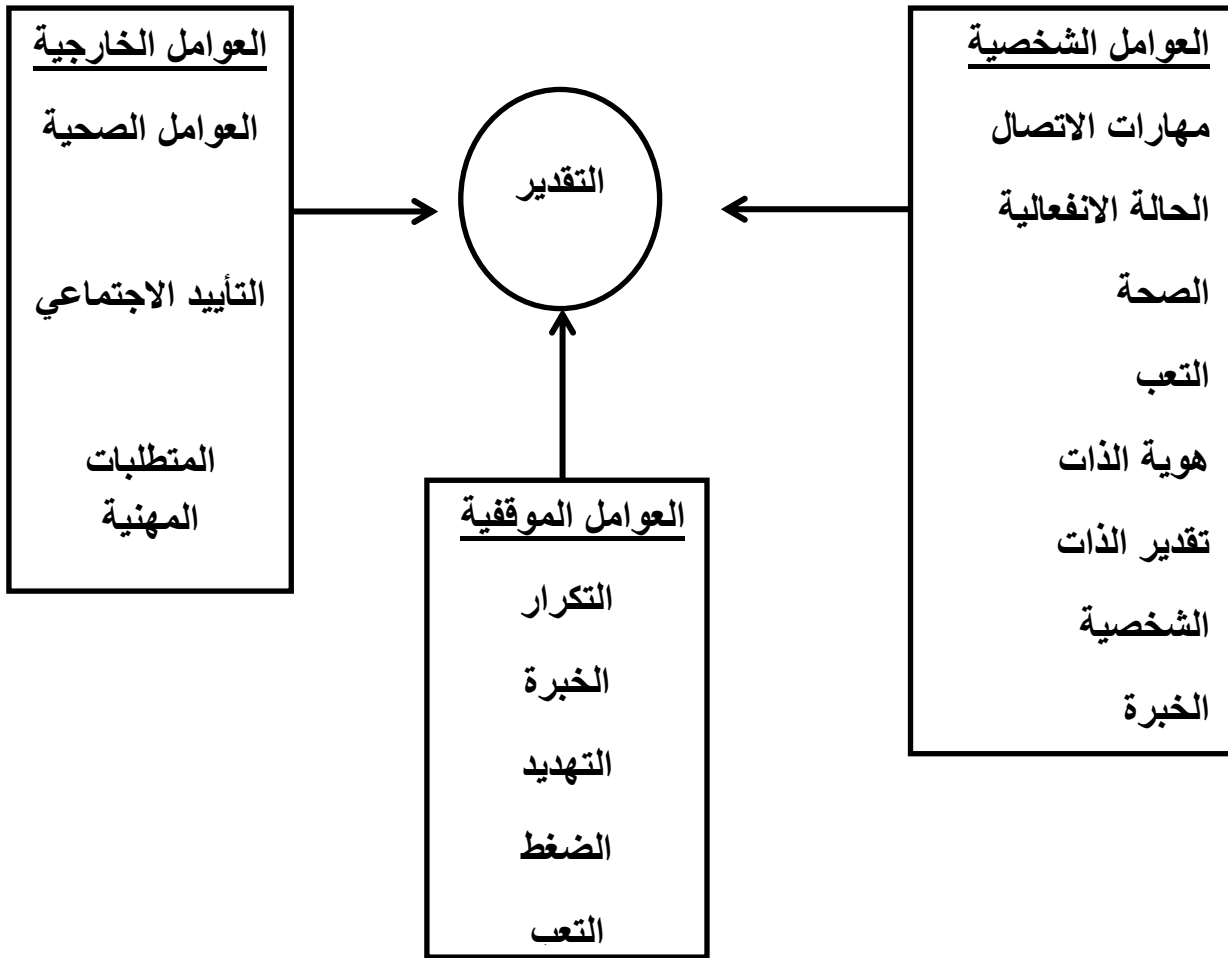 العوامل الشخصية
مهارات الاتصال
الحالة الانفعالية
الصحة
التعب
هوية الذات
تقدير الذات
الشخصية
الخبرة
التقدير
العوامل الخارجية
العوامل الصحية
التأييد الاجتماعي
المتطلبات
المهنية
العوامل الموقفية
التكرار
الخبرة
التهديد
الضغط
التعب